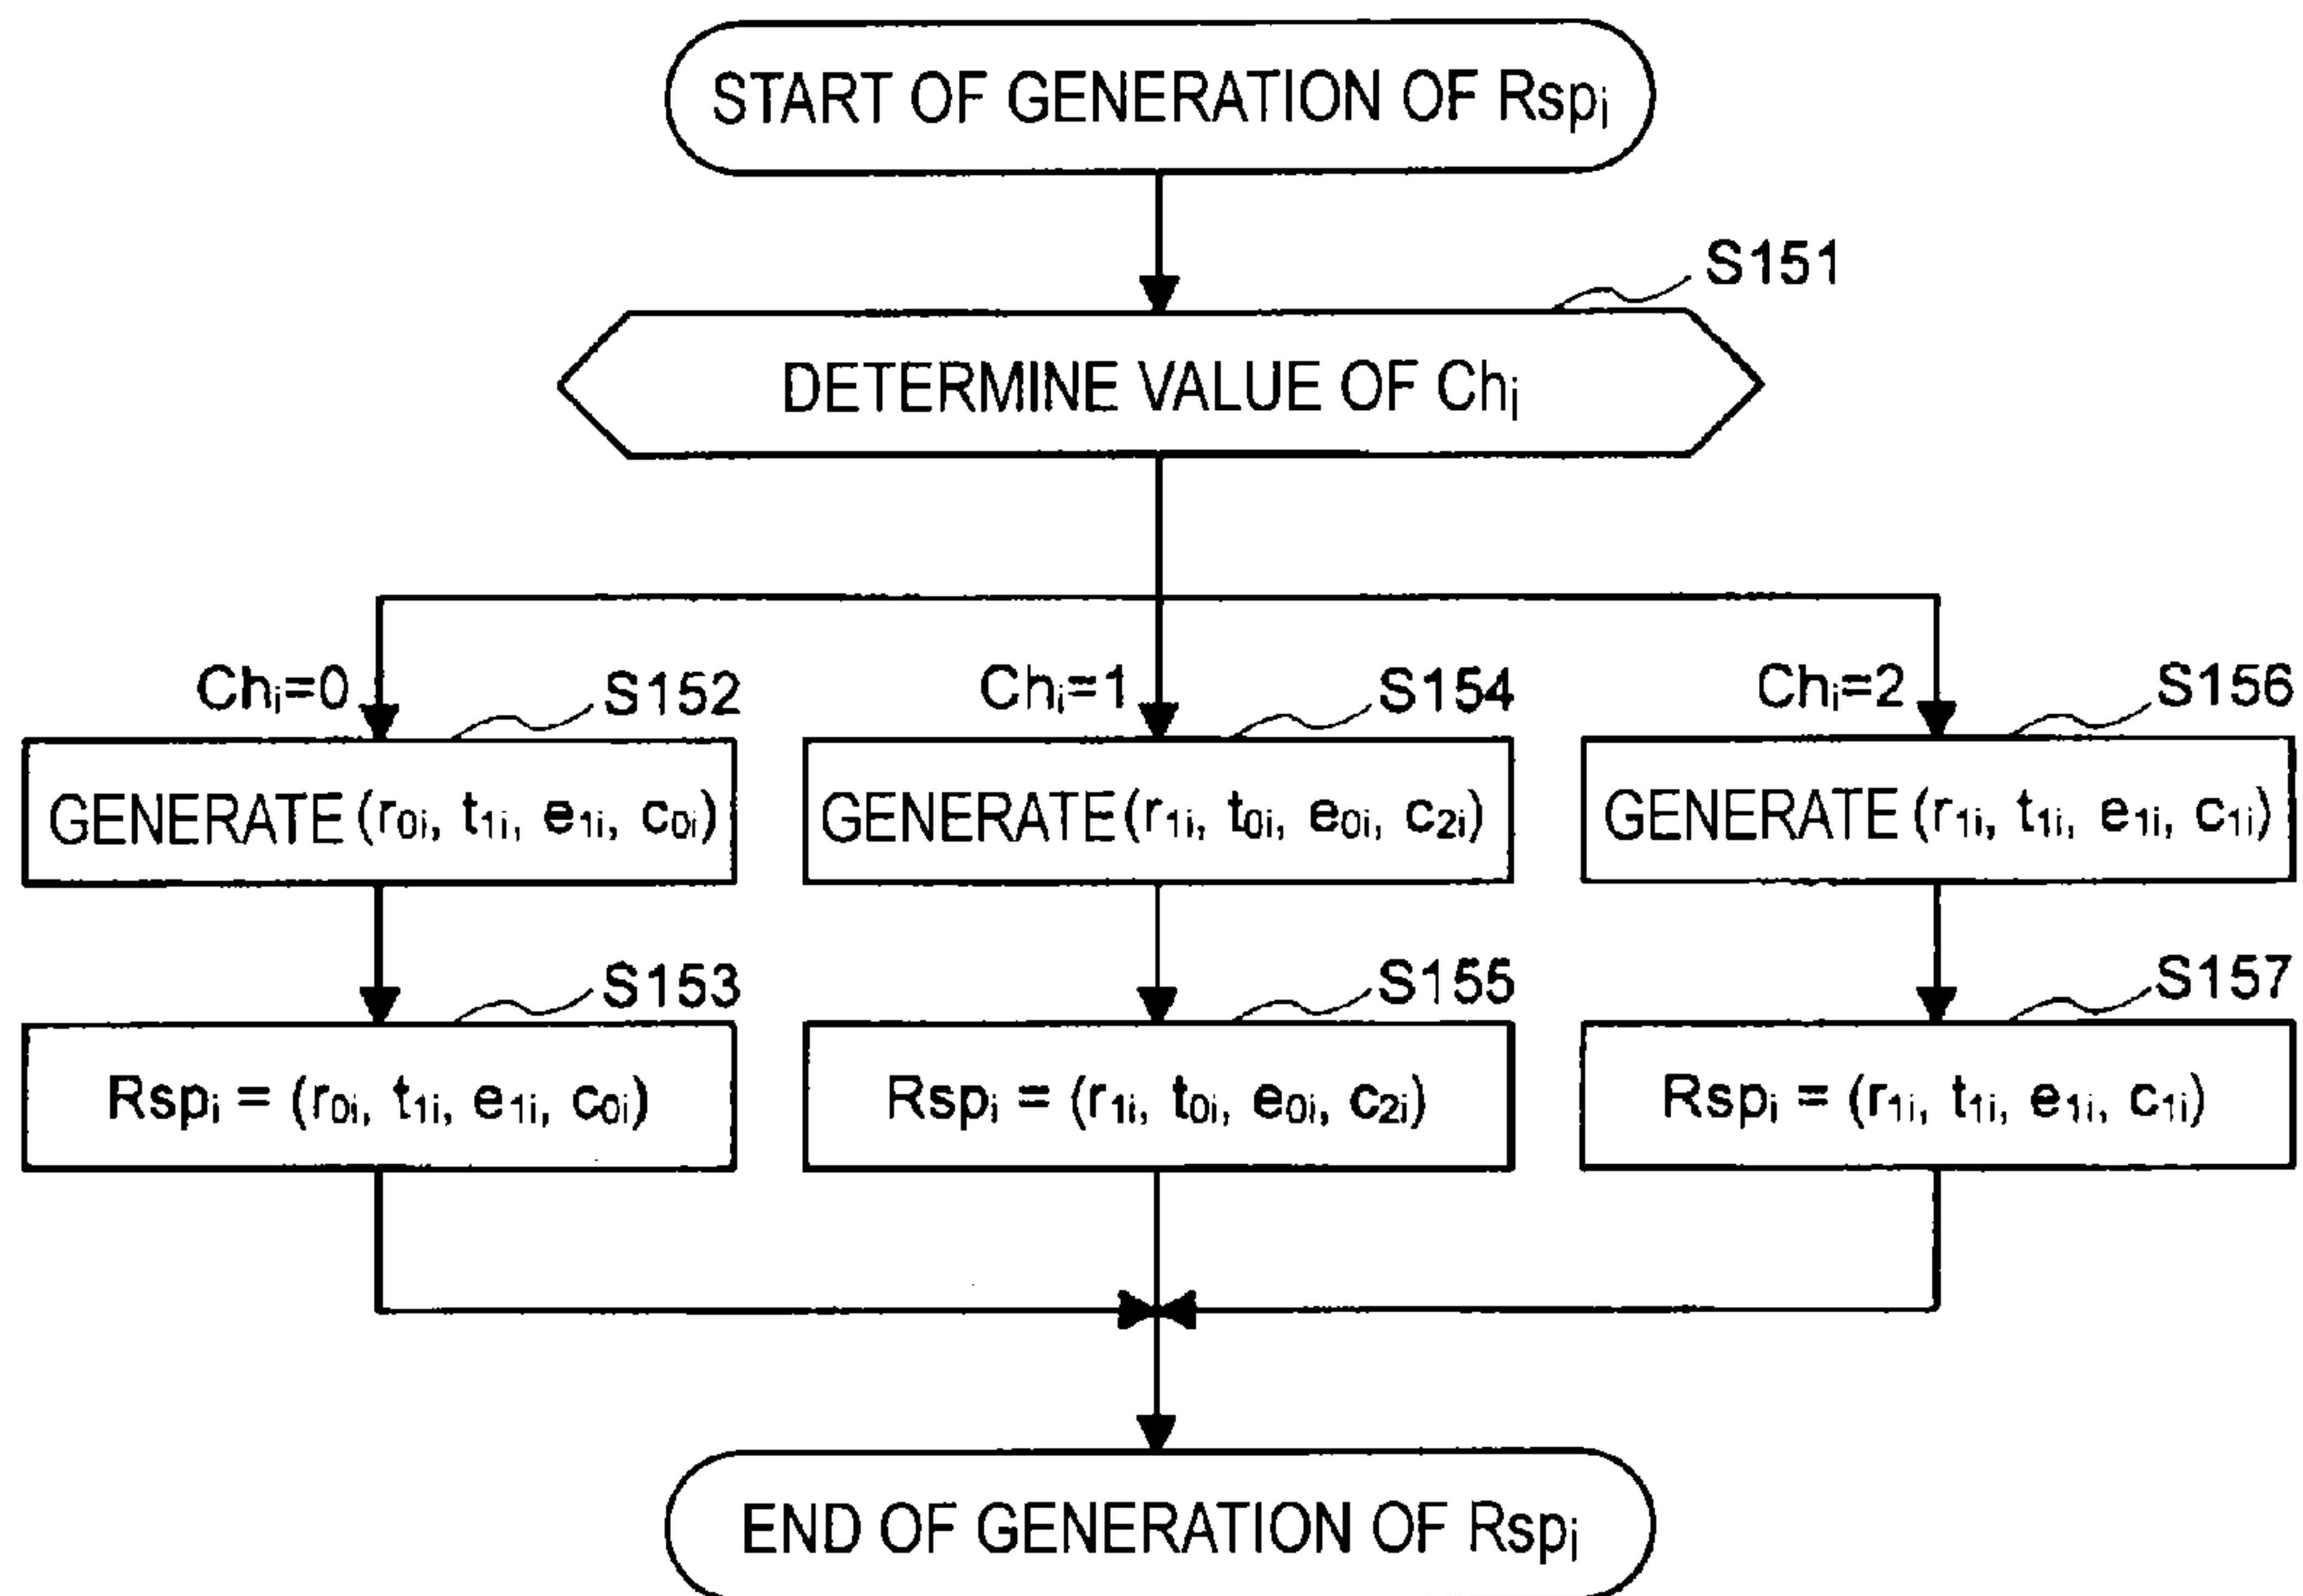 START OF GENERATION OF Rspi
S151
DETERMINE VALUE OF Chi
Chi=0
S152
Chi=1
S154
Chi=2
S156
GENERATE (r0i, t1i, e1i, c0i)
GENERATE (r1i, t0i, e0i, c2i)
GENERATE (r1i, t1i, e1i, c1i)
S153
S155
S157
Rspi = (r0i, t1i, e1i, c0i)
Rspi = (r1i, t0i, e0i, c2i)
Rspi = (r1i, t1i, e1i, c1i)
END OF GENERATION OF Rspi